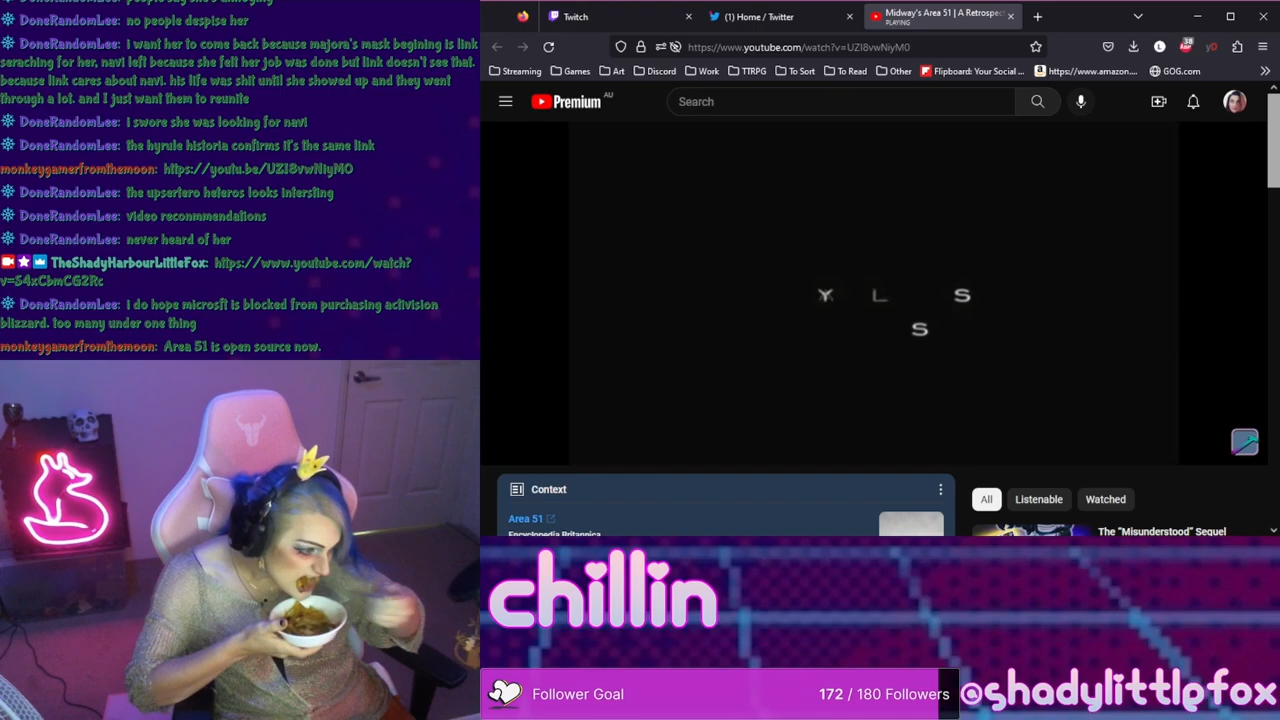 DoneRandomLee: people say she's annoying
DoneRandomLee: no people despise her
DoneRandomLee: i want her to come back because majora's mask begining is link
seraching for her, navi left because she felt her job was done but link doesn't see that.
because link cares about navi. his life was shit until she showed up and they went
through a lot. and I just want them to reunite
DoneRandomLee: i swore she was looking for navi
DoneRandomLee: the hyrule historia confirms it's the same link
monkeygamerfromthemoon: https://youtu.be/UZI8vwNiyM0
DoneRandomLee: the upsertero heteros looks intersting
DoneRandomLee: video reconmmendations
DoneRandomLee: never heard of her
TheShadyHarbourLittleFox: https://www.youtube.com/watch?
v=S4xCbmCG2Rc
DoneRandomLee: i do hope microsft is blocked from purchasing activision
blizzard. too many under one thing
monkeygamerfromthemoon: Area 51 is open source now.
Twitch
(1) Home / Twitter
Midway's Area 51 | A Retrospect
PLAYING
https://www.youtube.com/watch?v=UZI8vwNiyM0
38
Streaming
Games
Art
Discord
Work
TTRPG
To Sort
To Read
Other
Flipboard: Your Social ...
https://www.amazon....
GOG.com
Premium AU
Search
Y L S
S
Context
Area 51
Encyclopedia Britannica
All
Listenable
Watched
The "Misunderstood" Sequel
chillin
Follower Goal
172 / 180 Followers
@shadylittlefox